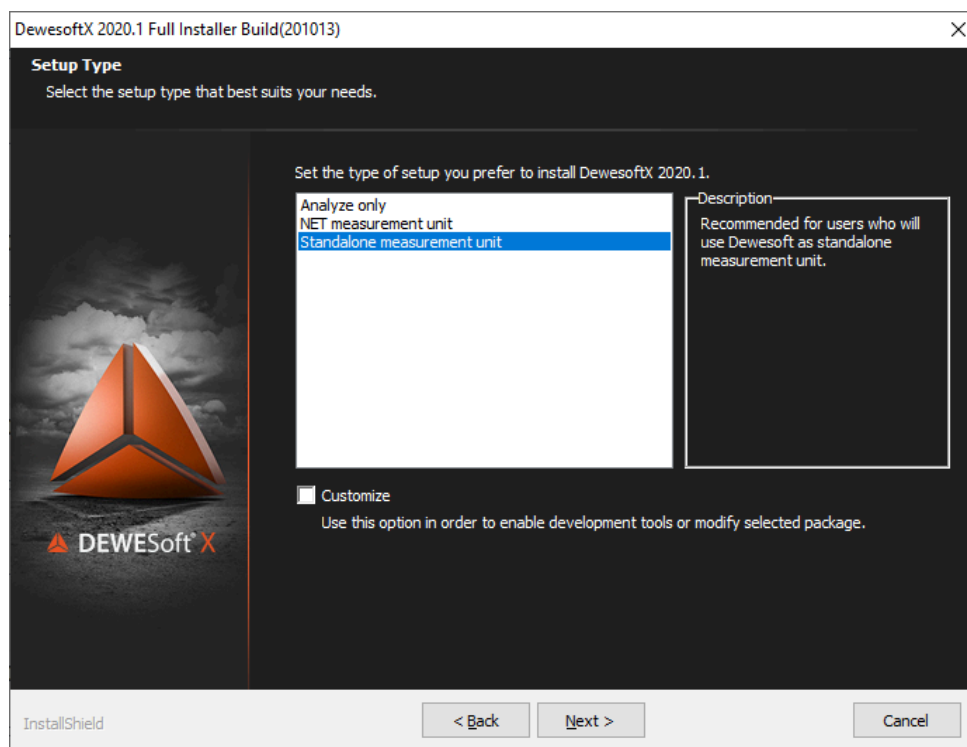 DewesoftX 2020.1 Full Installer Build(201013)
Setup Type
Select the setup type that best suits your needs.
Set the type of setup you prefer to install DewesoftX 2020.1.
Analyze only
NET measurement unit
Standalone measurement unit
Description
Recommended for users who will
use Dewesoft as standalone
measurement unit.
Customize
Use this option in order to enable development tools or modify selected package.
DEWESoft® X
InstallShield
< Back
Next >
Cancel